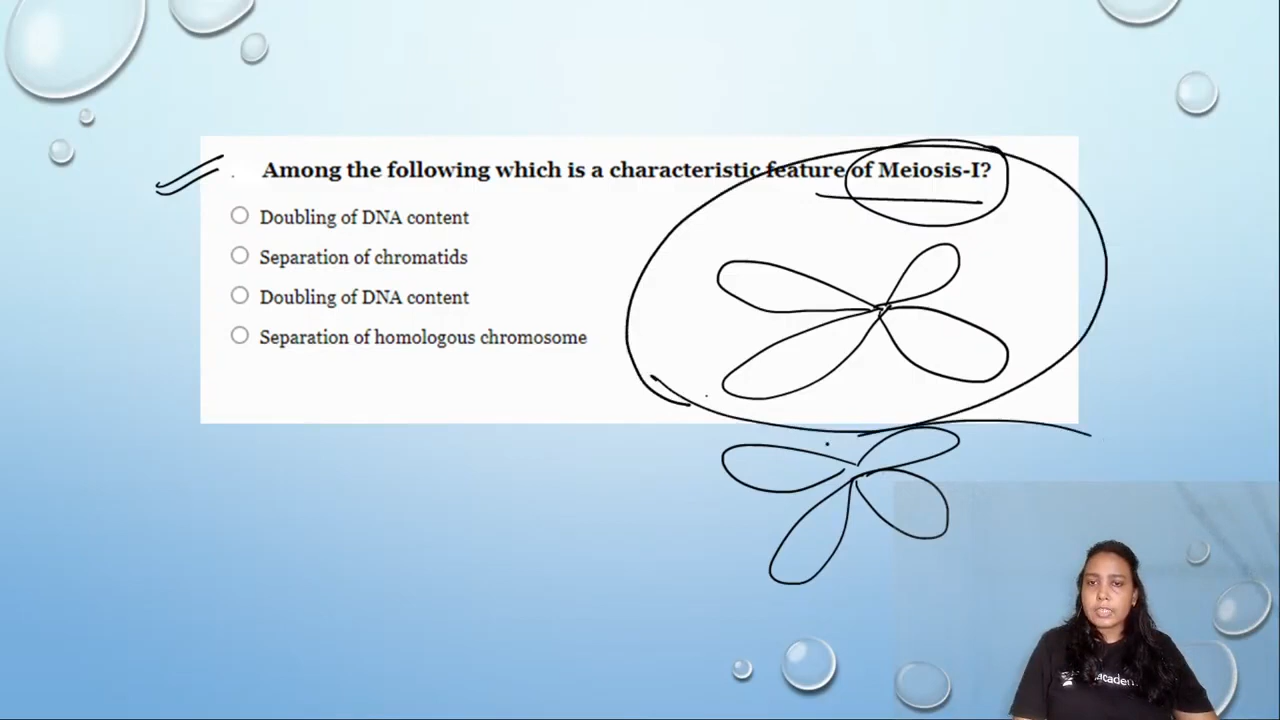 . Among the following which is a characteristic feature of Meiosis-I?
Doubling of DNA content
Separation of chromatids
Doubling of DNA content
Separation of homologous chromosome